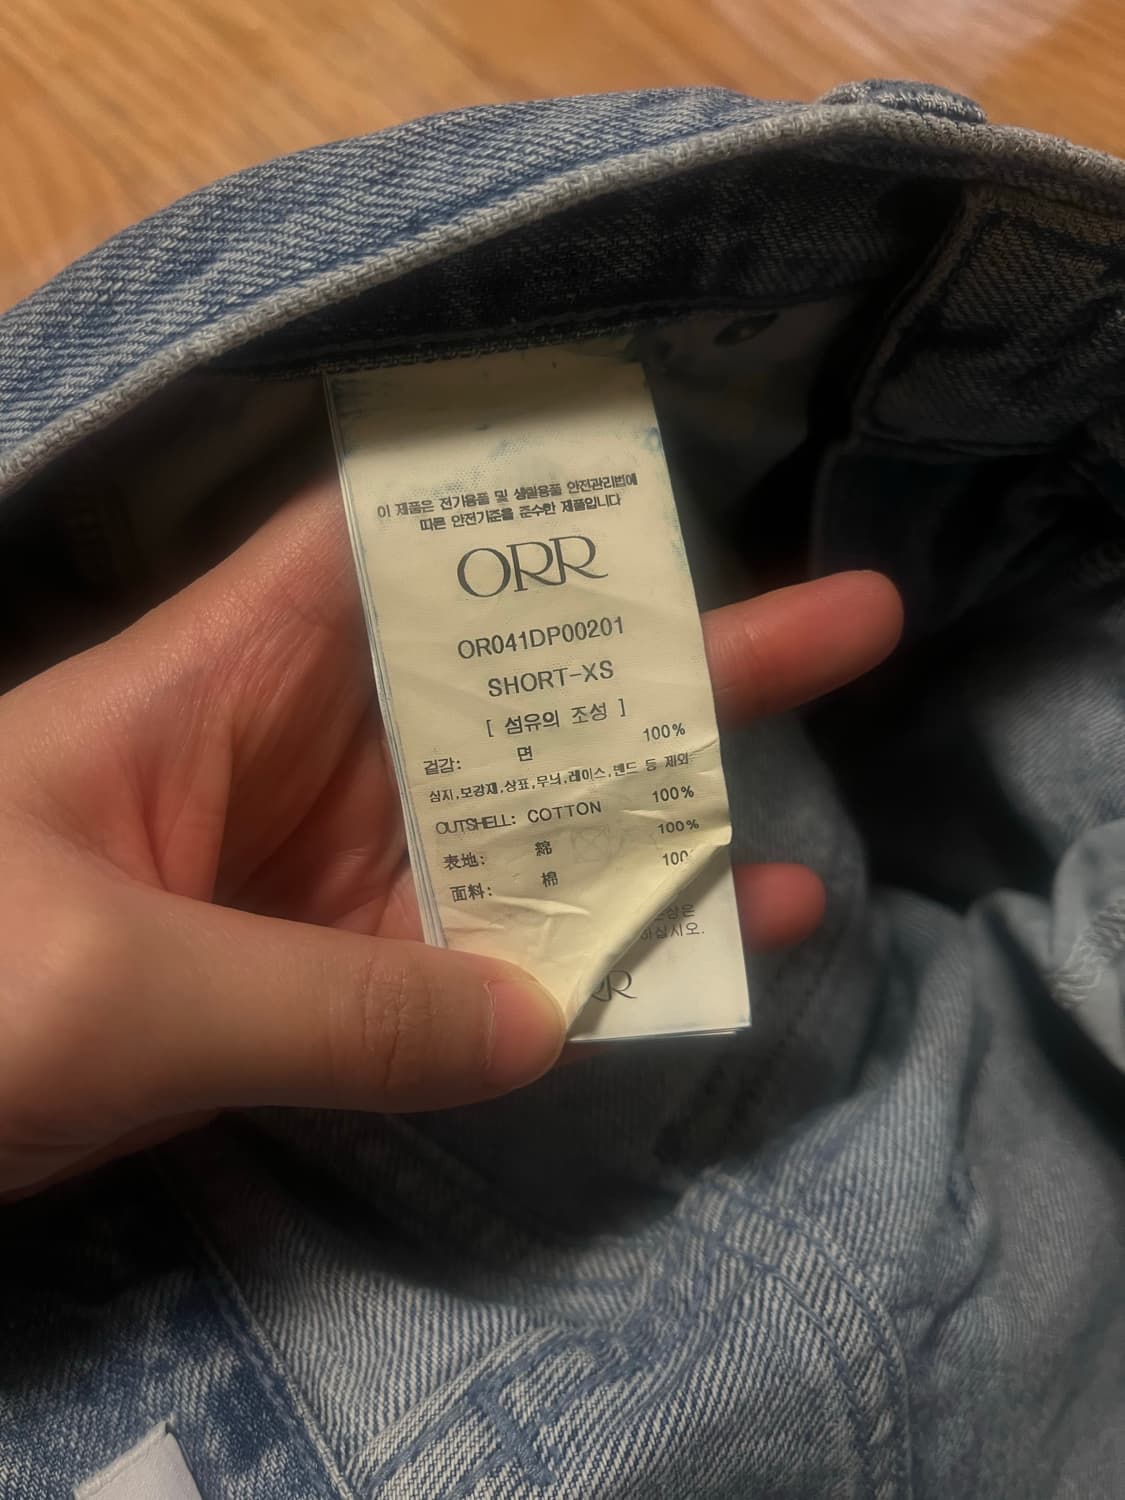 이 제품은 전기용품 및 생활용품 안전관리법에
따른 안전기준을 준수한 제품입니다
ORR
OR041DP00201
SHORT-XS
[ 섬유의 조성 ]
겉감: 면 100%
심지,보강재,상표,무늬,레이스,밴드 등 제외
OUTSHELL: COTTON 100%
表地: 綿 100%
面料: 棉 100
하십시오.
RR